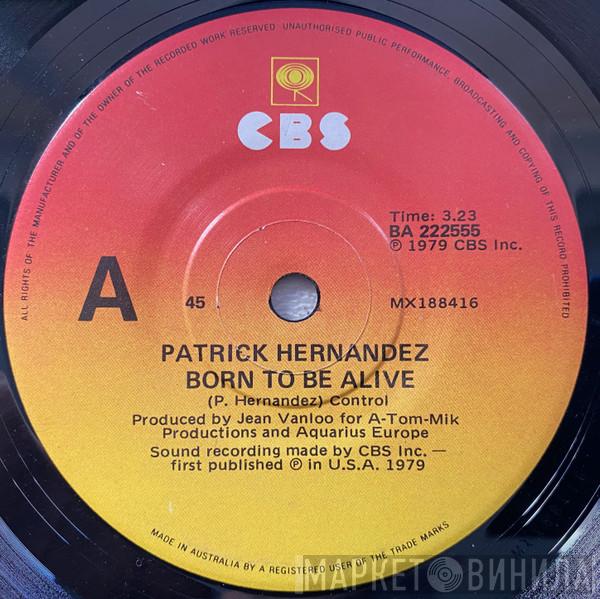 ALL RIGHTS OF THE MANUFACTURER AND OF THE OWNER OF THE RECORDED WORK RESERVED. UNAUTHORISED PUBLIC PERFORMANCE, BROADCASTING AND COPYING OF THIS RECORD PROHIBITED
CBS
Time: 3.23
BA 222555
℗ 1979 CBS Inc.
A
45
MX188416
PATRICK HERNANDEZ
BORN TO BE ALIVE
(P. Hernandez) Control
Produced by Jean Vanloo for A-Tom-Mik
Productions and Aquarius Europe
Sound recording made by CBS Inc. —
first published ℗ in U.S.A. 1979
MADE IN AUSTRALIA BY A REGISTERED USER OF THE TRADE MARKS
МАРКЕТ ВИНИЛА